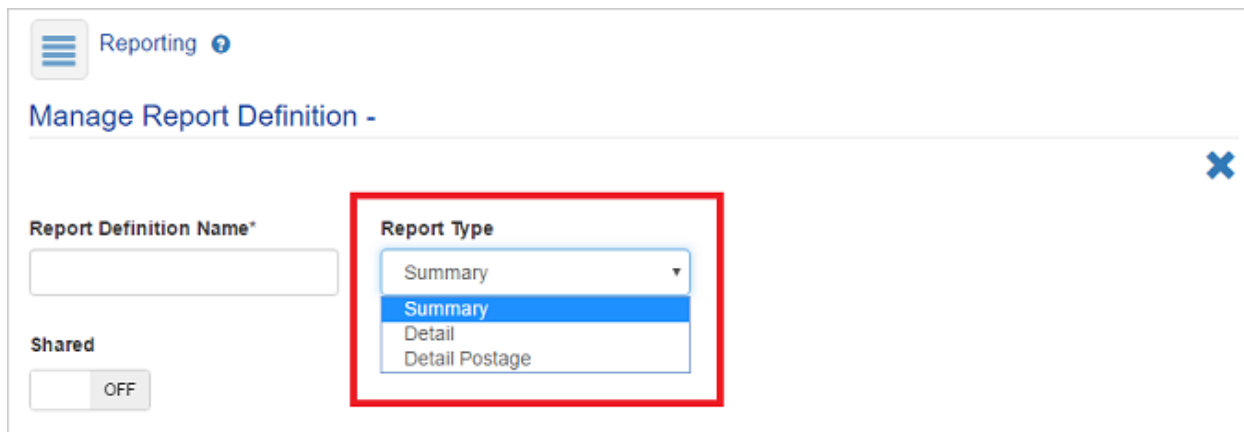 Reporting ?
Manage Report Definition -
Report Definition Name*
Report Type
Summary
Summary
Detail
Detail Postage
Shared
OFF